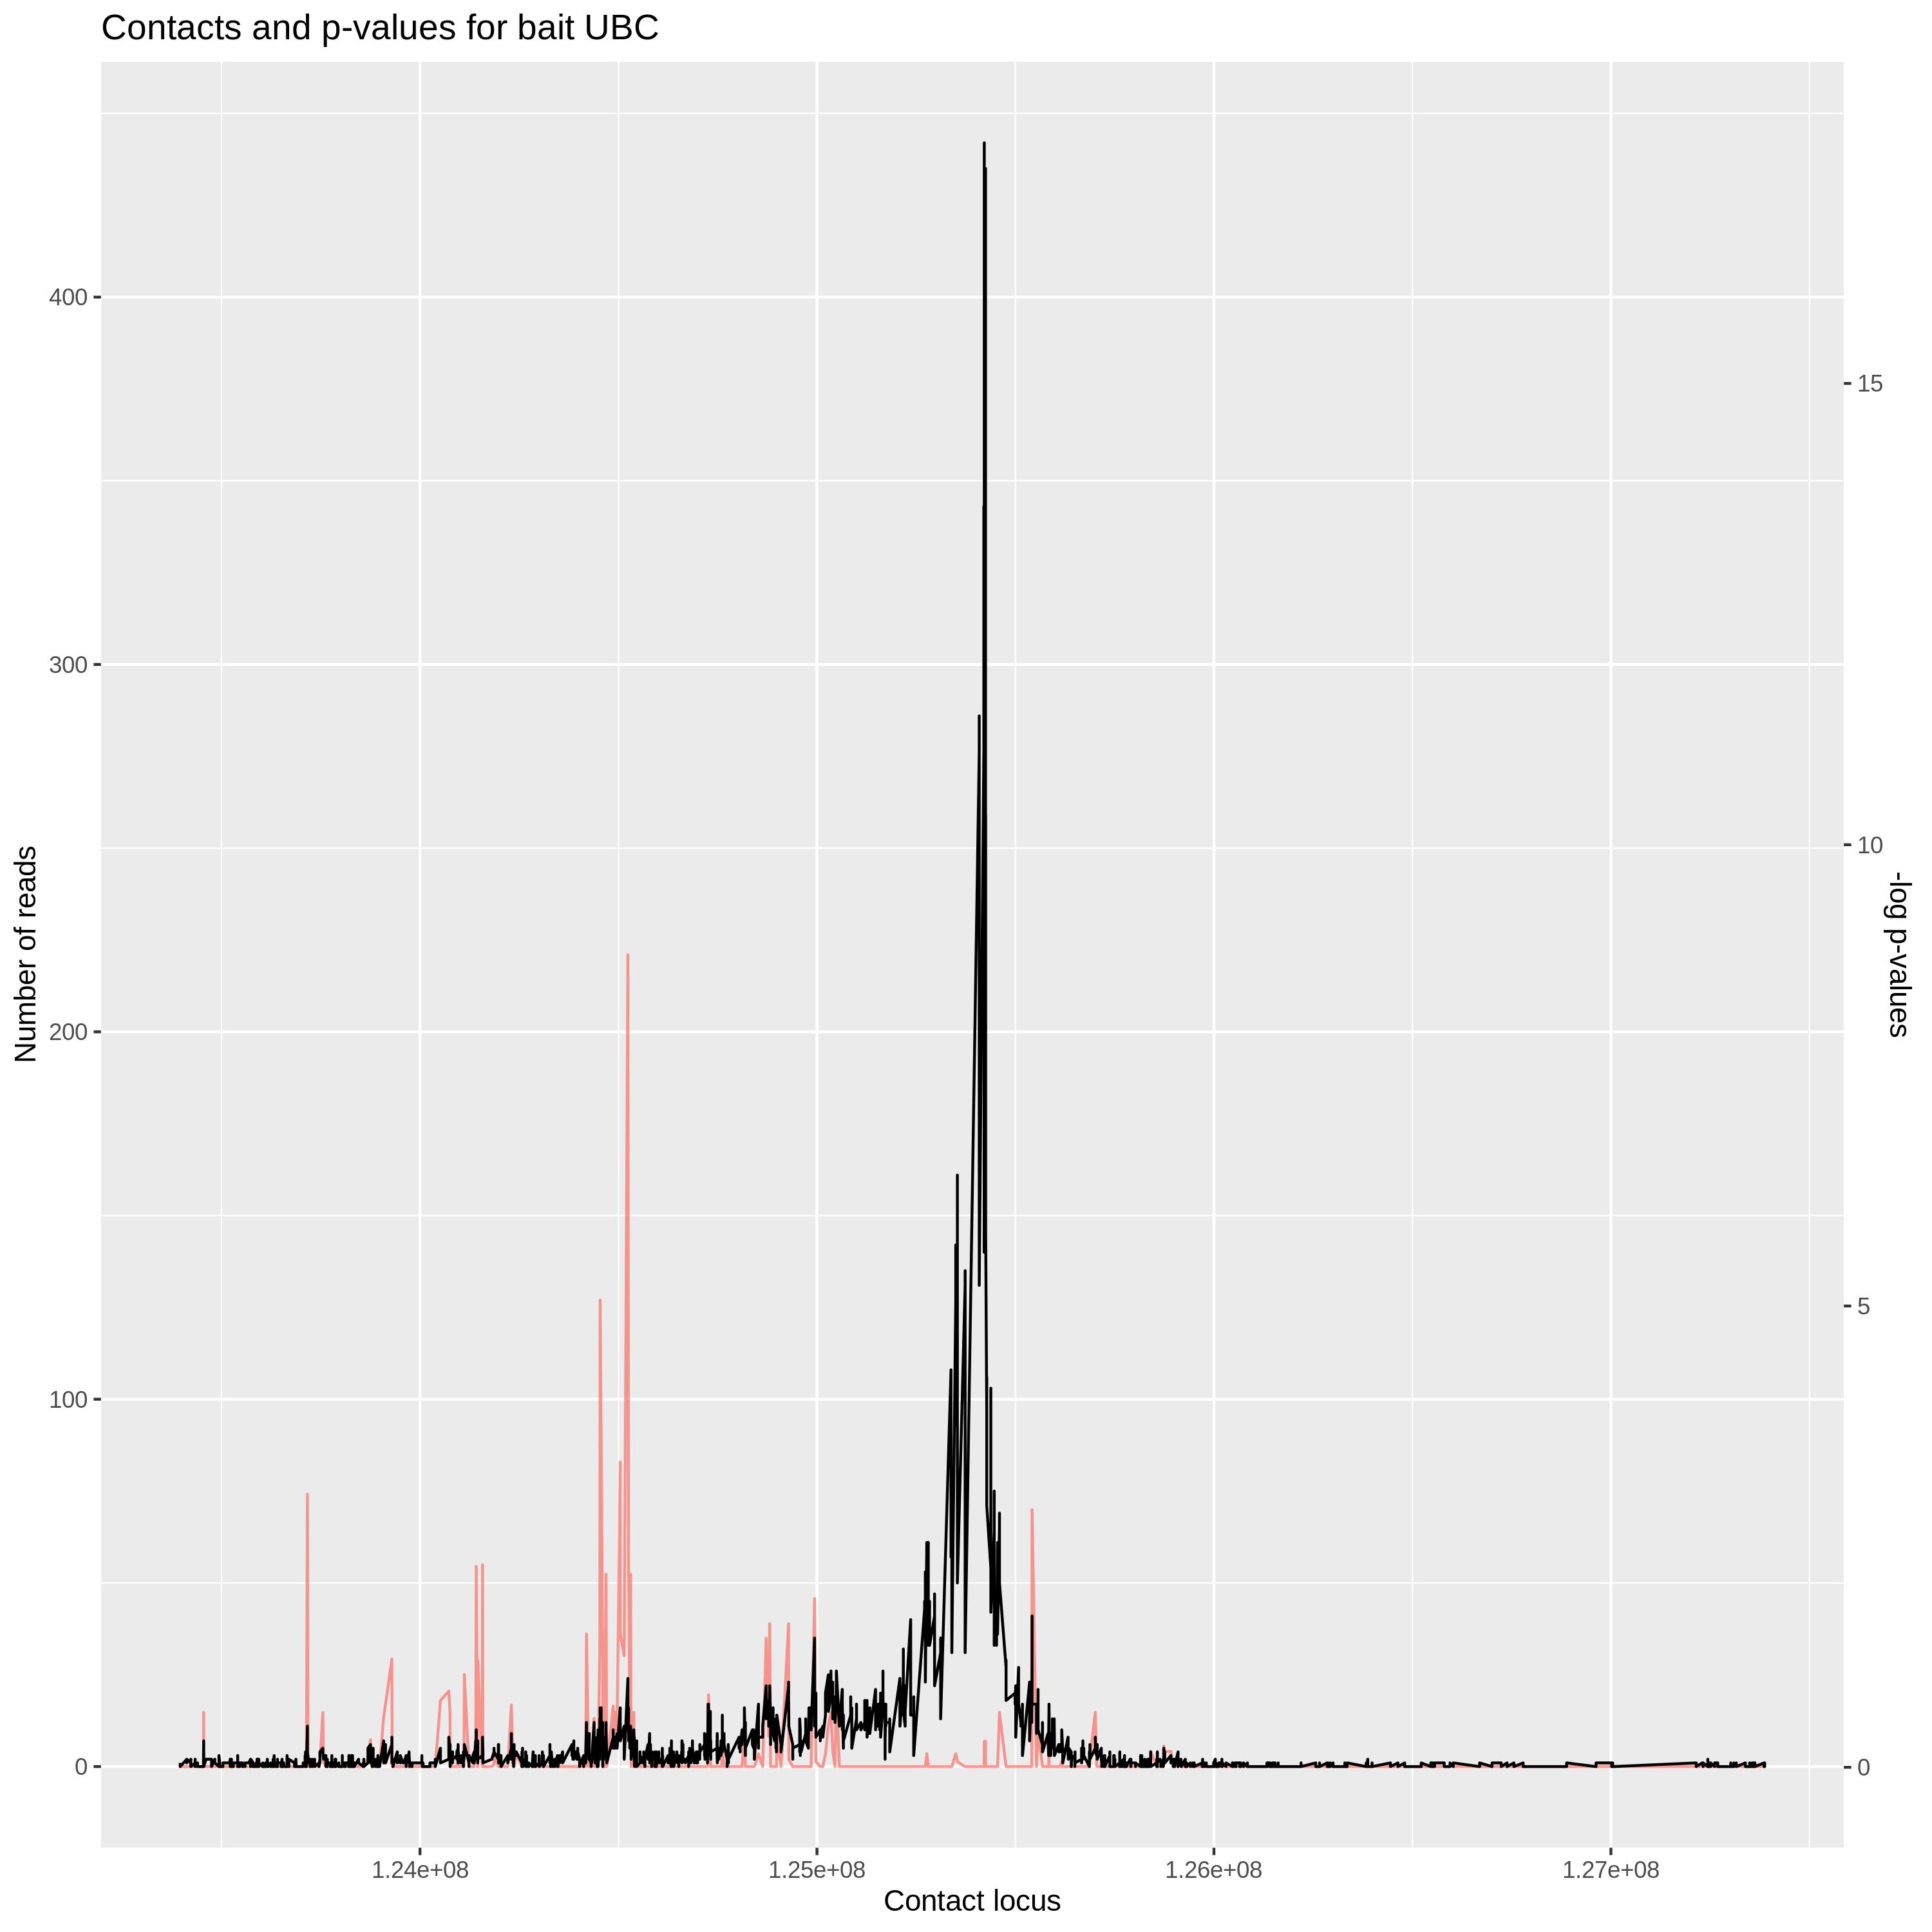 Contacts and p-values for bait UBC
400
300
200
100
0
Number of reads
15
10
5
0
-log p-values
1.24e+08
1.25e+08
1.26e+08
1.27e+08
Contact locus